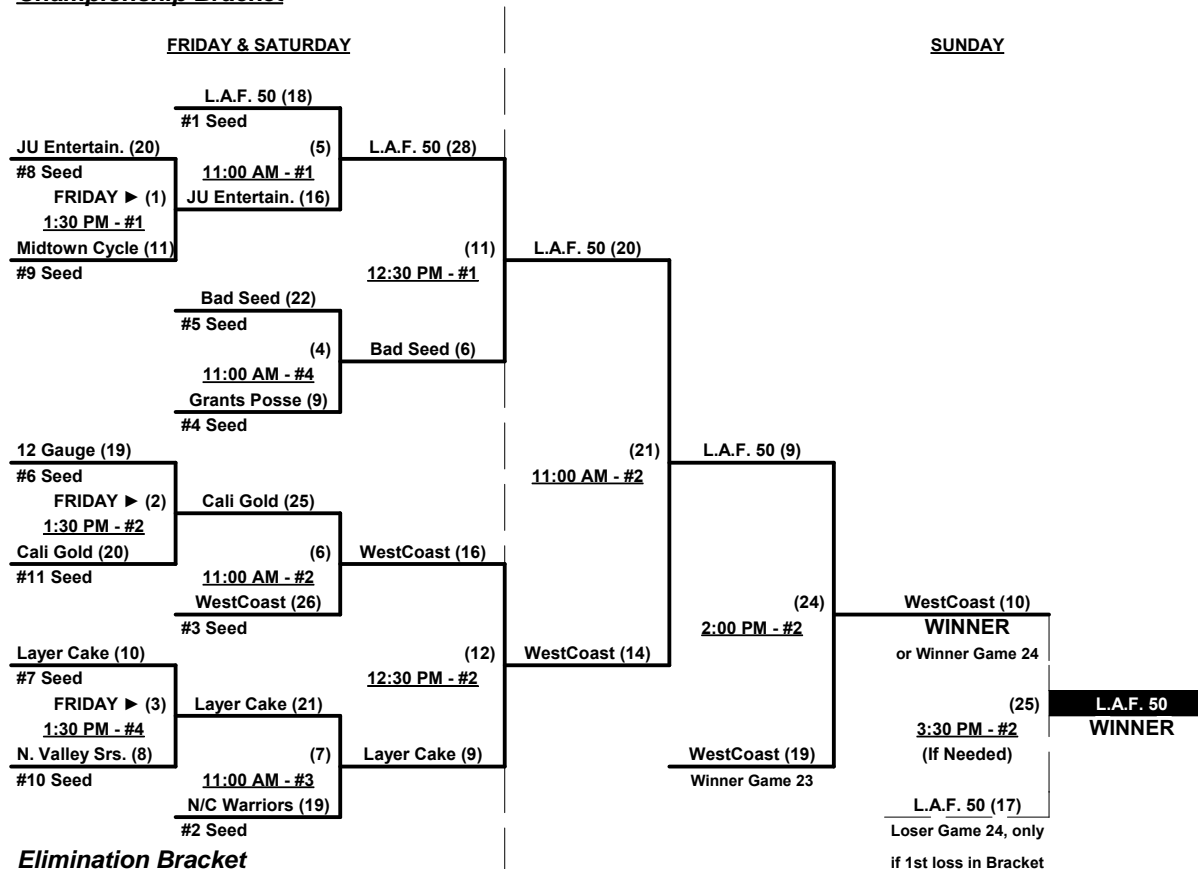 Championship Bracket
FRIDAY & SATURDAY
SUNDAY
L.A.F. 50 (18)
#1 Seed
JU Entertain. (20)
(5)
L.A.F. 50 (28)
#8 Seed
11:00 AM - #1
FRIDAY ► (1)
JU Entertain. (16)
1:30 PM - #1
Midtown Cycle (11)
(11)
L.A.F. 50 (20)
#9 Seed
12:30 PM - #1
Bad Seed (22)
#5 Seed
(4)
Bad Seed (6)
11:00 AM - #4
Grants Posse (9)
#4 Seed
12 Gauge (19)
(21)
L.A.F. 50 (9)
#6 Seed
11:00 AM - #2
FRIDAY ► (2)
Cali Gold (25)
1:30 PM - #2
Cali Gold (20)
(6)
WestCoast (16)
#11 Seed
11:00 AM - #2
WestCoast (26)
(24)
WestCoast (10)
#3 Seed
2:00 PM - #2
WINNER
or Winner Game 24
Layer Cake (10)
(12)
WestCoast (14)
#7 Seed
12:30 PM - #2
FRIDAY ► (3)
Layer Cake (21)
(25)
L.A.F. 50
1:30 PM - #4
3:30 PM - #2
WINNER
N. Valley Srs. (8)
(7)
Layer Cake (9)
WestCoast (19)
(If Needed)
#10 Seed
11:00 AM - #3
Winner Game 23
N/C Warriors (19)
L.A.F. 50 (17)
#2 Seed
Loser Game 24, only
Elimination Bracket
if 1st loss in Bracket